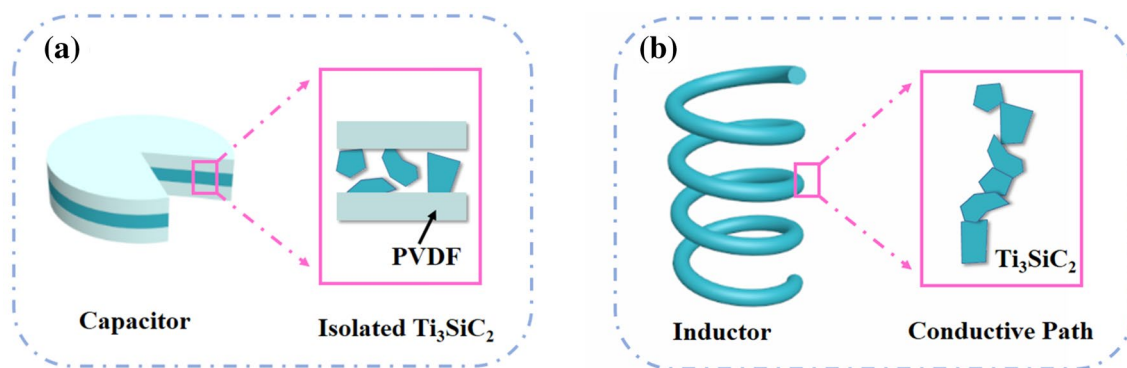 (a)
PVDF
Capacitor
Isolated Ti₃SiC₂
(b)
Ti₃SiC₂
Inductor
Conductive Path